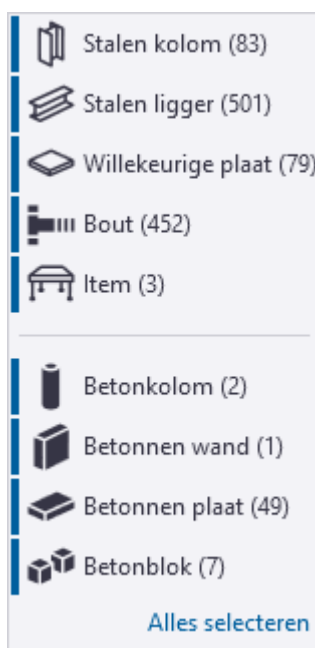 Stalen kolom (83)
Stalen ligger (501)
Willekeurige plaat (79)
Bout (452)
Item (3)
Betonkolom (2)
Betonnen wand (1)
Betonnen plaat (49)
Betonblok (7)
Alles selecteren